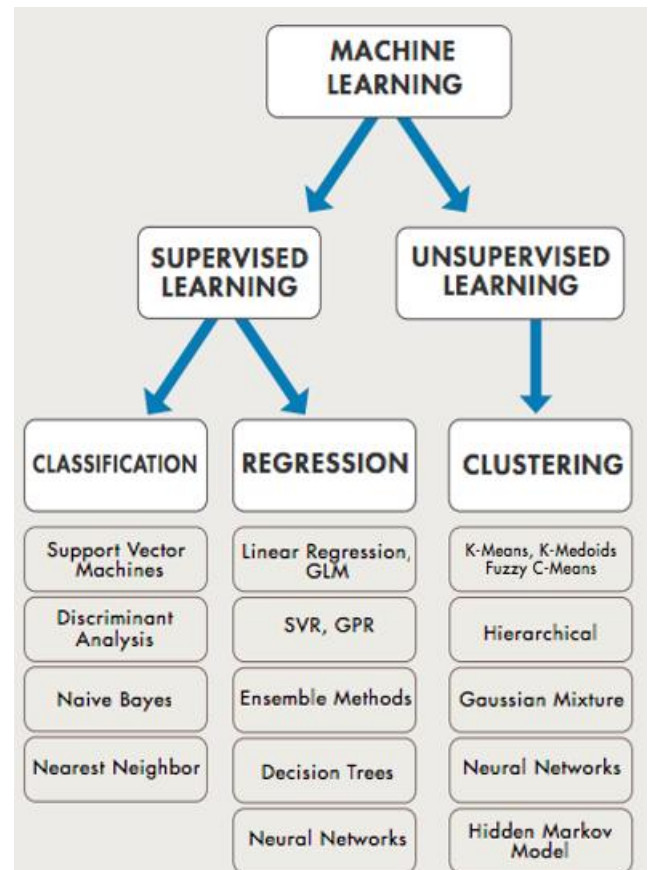 MACHINE
LEARNING
SUPERVISED
LEARNING
UNSUPERVISED
LEARNING
CLASSIFICATION
Support Vector
Machines
Discriminant
Analysis
Naive Bayes
Nearest Neighbor
REGRESSION
Linear Regression,
GLM
SVR, GPR
Ensemble Methods
Decision Trees
Neural Networks
CLUSTERING
K-Means, K-Medoids
Fuzzy C-Means
Hierarchical
Gaussian Mixture
Neural Networks
Hidden Markov
Model